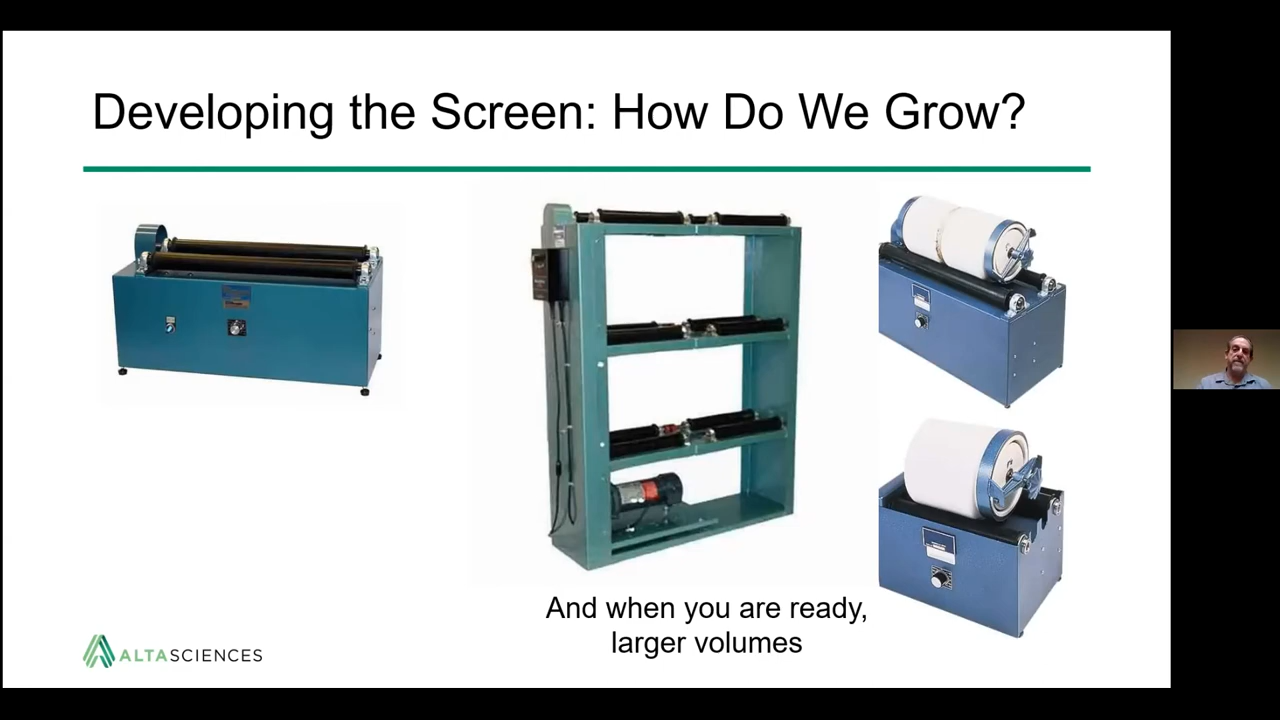 Developing the Screen: How Do We Grow?
And when you are ready,
larger volumes
ALTASCIENCES